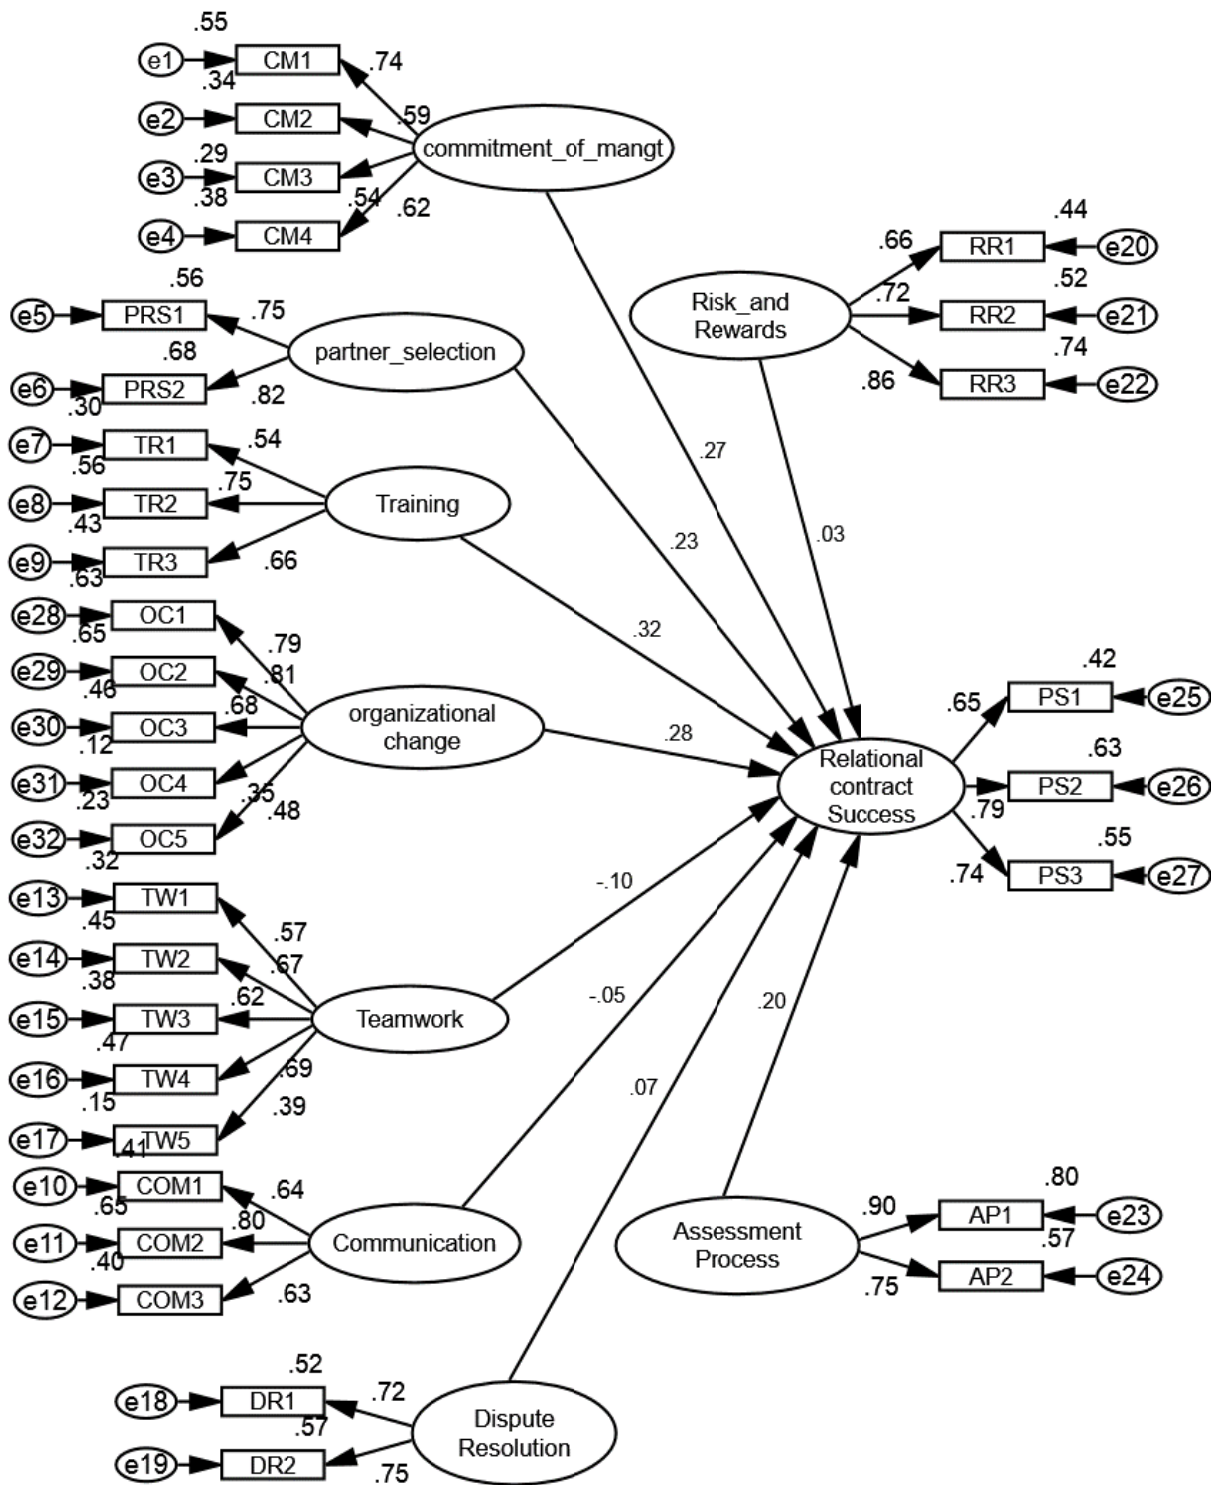 .55
e1 CM1 .74
.34
e2 CM2 .59
commitment_of_mangt
.29
e3 CM3 .54
.38
e4 CM4 .62
.56
e5 PRS1 .75
.68
partner_selection
e6 PRS2 .82
.30
e7 TR1 .54
.56
e8 TR2 .75
Training
.43
e9 TR3 .66
.63
e28 OC1 .79
.65
e29 OC2 .81
.46
e30 OC3 .68
organizational
change
.12
e31 OC4 .35
.23
e32 OC5 .48
.32
e13 TW1 .57
.45
e14 TW2 .67
.38
e15 TW3 .62
Teamwork
.47
e16 TW4 .69
.15
e17 TW5 .39
.41
e10 COM1 .64
.65
e11 COM2 .80
Communication
.40
e12 COM3 .63
.52
e18 DR1 .72
.57
Dispute
Resolution
e19 DR2 .75
.27
.23
.32
.28
-.10
-.05
.07
.20
.03
Risk_and
Rewards
.44
.66 RR1 e20
.52
.72 RR2 e21
.74
.86 RR3 e22
Relational
contract
Success
.42
.65 PS1 e25
.63
.79 PS2 e26
.55
.74 PS3 e27
Assessment
Process
.80
.90 AP1 e23
.57
.75 AP2 e24